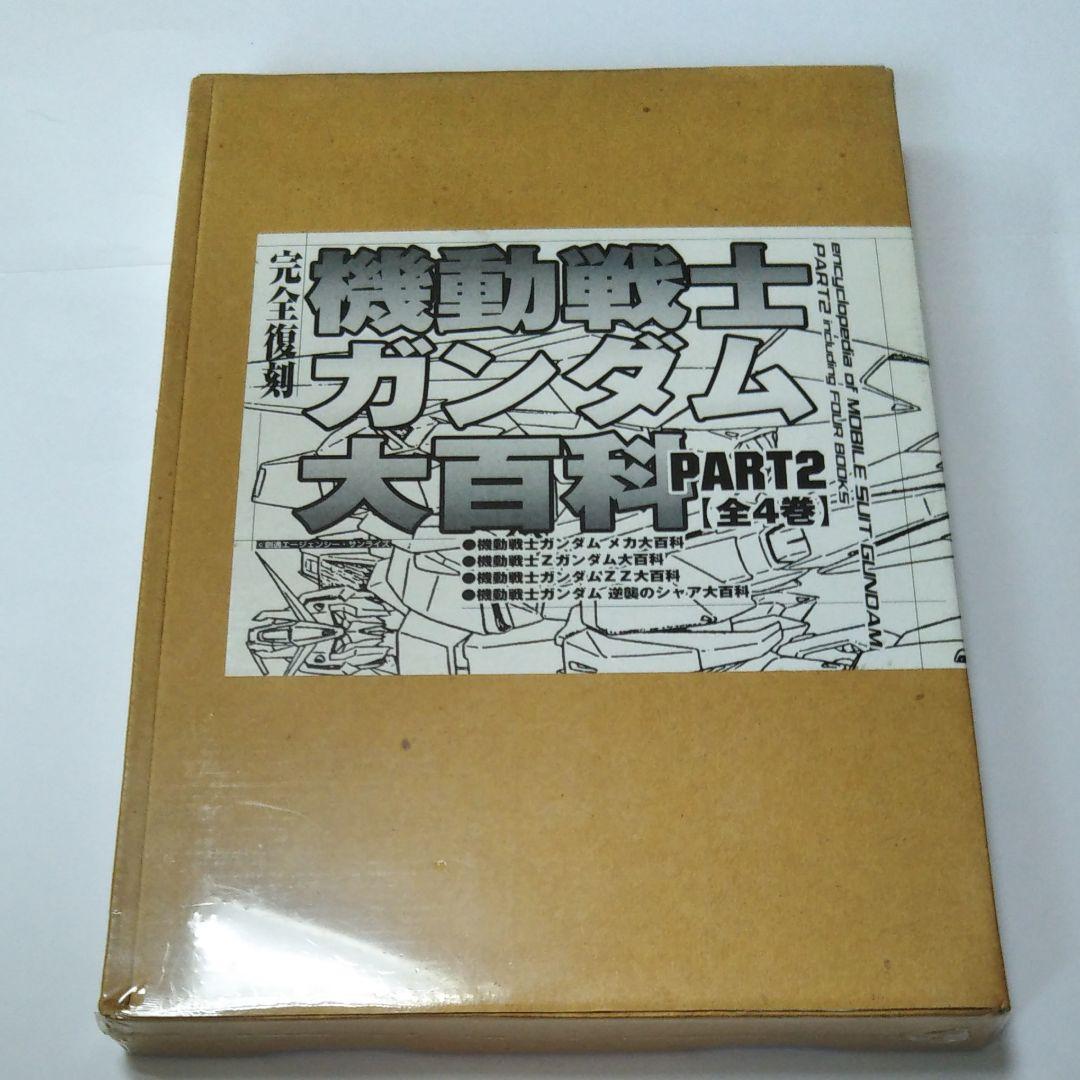 完全復刻
機動戦士
ガンダム
大百科
PART2
【全4巻】
●機動戦士ガンダム メカ大百科
●機動戦士Zガンダム大百科
●機動戦士ガンダムZZ大百科
●機動戦士ガンダム 逆襲のシャア大百科
©創通エージェンシー・サンライズ
encyclopedia of MOBILE SUIT GUNDAM
PART2 including FOUR BOOKS